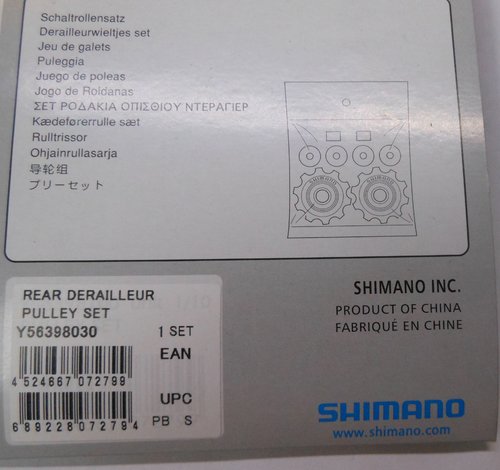 Schaltrollensatz
Derailleurwieltjes set
Jeu de galets
Puleggia
Juego de poleas
Jogo de Roldanas
ΣΕΤ ΡΟΔΑΚΙΑ ΟΠΙΣΘΙΟΥ ΝΤΕΡΑΓΙΕΡ
Kædeførerrulle sæt
Rulltrissor
Ohjainrullasarja
导轮组
プリーセット
SHIMANO SHIMANO
REAR DERAILLEUR
PULLEY SET
Y56398030 1 SET
EAN
4 524667 072799
UPC
6 89228 07279 4 PB S
SHIMANO INC.
PRODUCT OF CHINA
FABRIQUÉ EN CHINE
SHIMANO
www.shimano.com